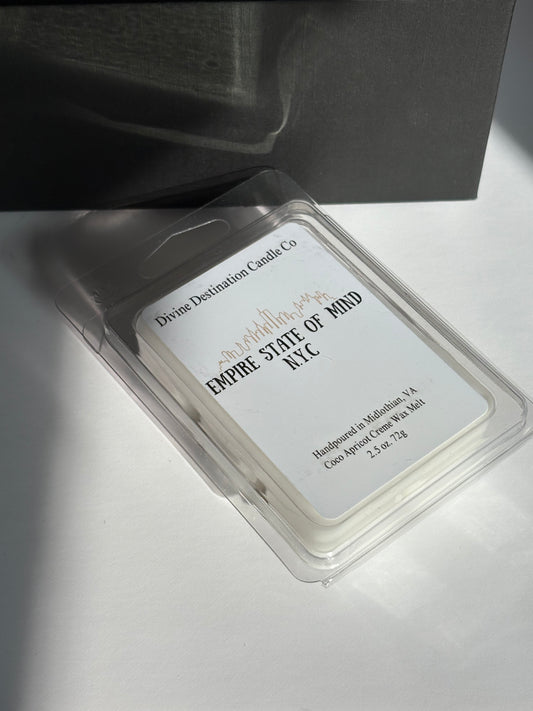 Divine Destination Candle Co
EMPIRE STATE OF MIND
N.Y.C
Handpoured in Midlothian, VA
Coco Apricot Creme Wax Melt
2.5 oz. 72g